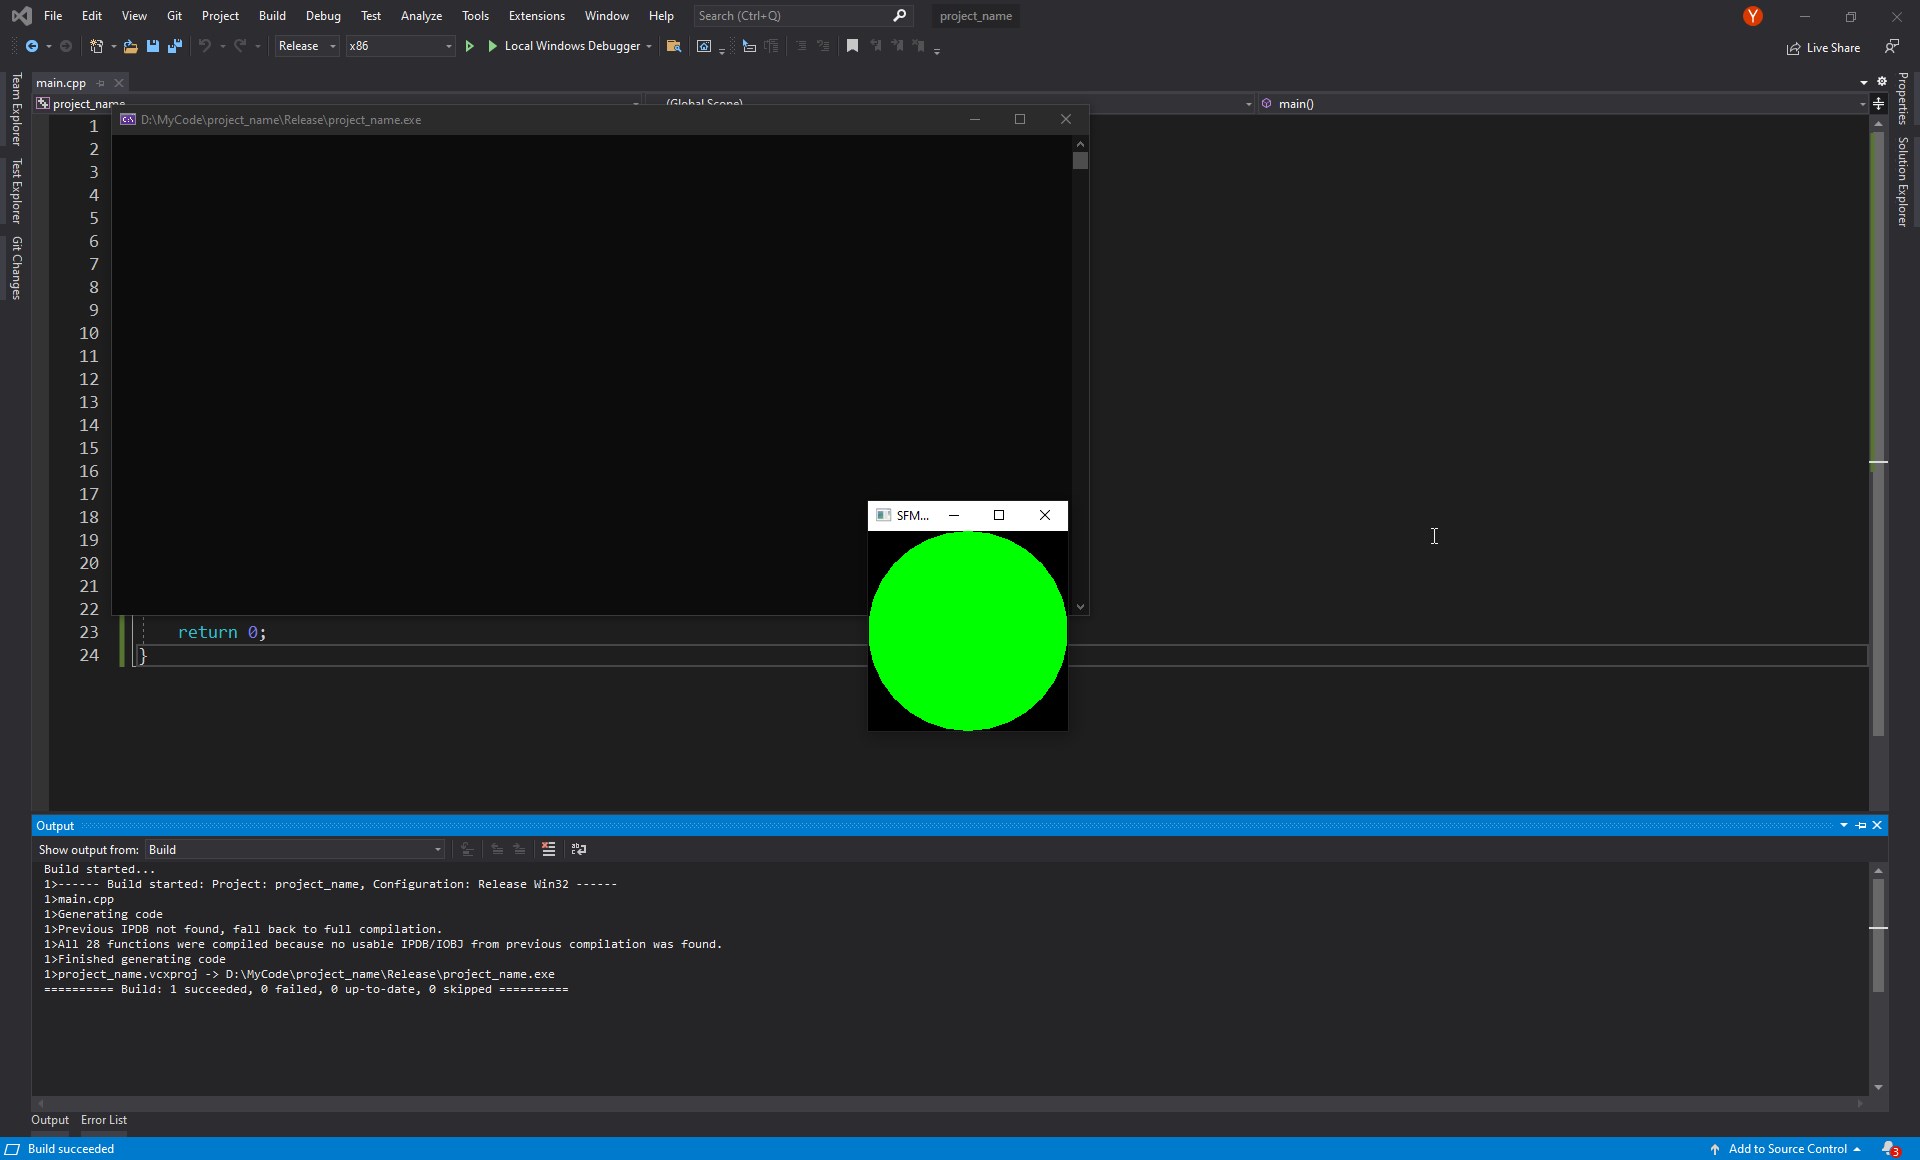 File Edit View Git Project Build Debug Test Analyze Tools Extensions Window Help Search (Ctrl+Q) project_name Y
Release x86 Local Windows Debugger Live Share
main.cpp
project_name (Global Scope) main()
Team Explorer
Test Explorer
Git Changes
Properties
Solution Explorer
D:\MyCode\project_name\Release\project_name.exe
1
2
3
4
5
6
7
8
9
10
11
12
13
14
15
16
17
18
19
20
21
22
23 return 0;
24 }
SFM...
Output
Show output from: Build
Build started...
1>------ Build started: Project: project_name, Configuration: Release Win32 ------
1>main.cpp
1>Generating code
1>Previous IPDB not found, fall back to full compilation.
1>All 28 functions were compiled because no usable IPDB/IOBJ from previous compilation was found.
1>Finished generating code
1>project_name.vcxproj -> D:\MyCode\project_name\Release\project_name.exe
========== Build: 1 succeeded, 0 failed, 0 up-to-date, 0 skipped ==========
Output Error List
Build succeeded Add to Source Control 3